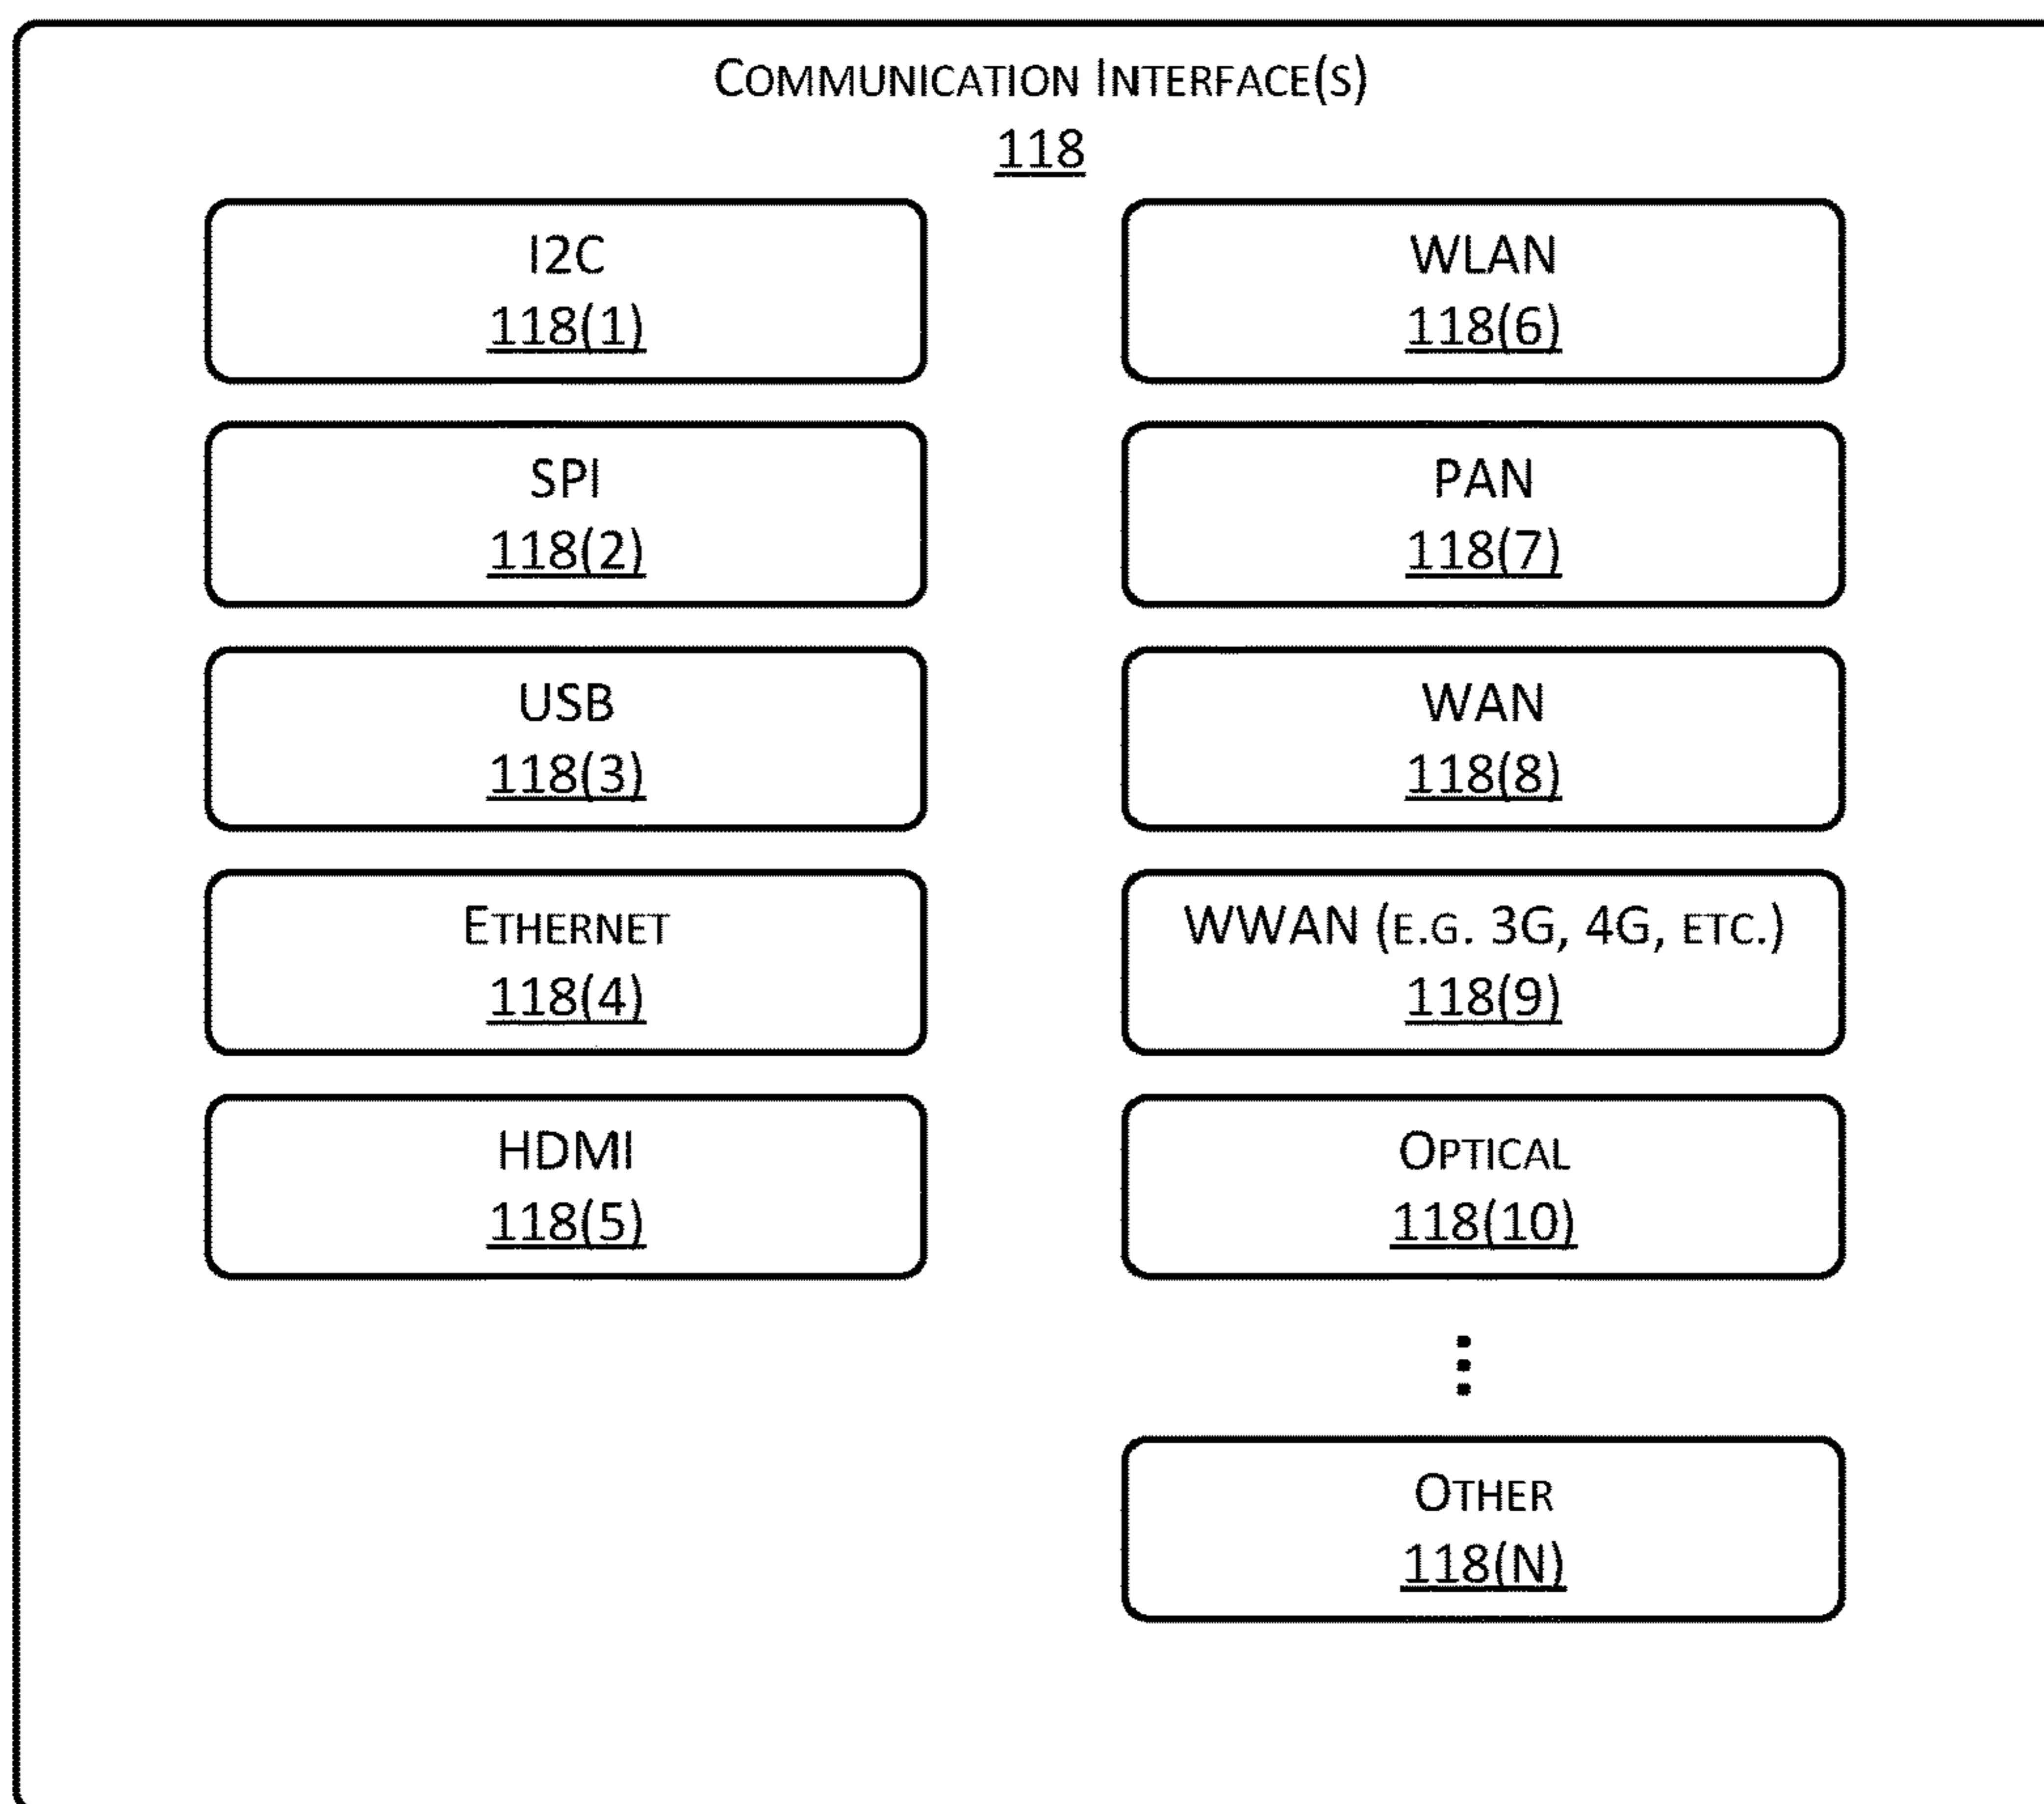 COMMUNICATION INTERFACE(S)
118
I2C
118(1)
SPI
118(2)
USB
118(3)
ETHERNET
118(4)
HDMI
118(5)
WLAN
118(6)
PAN
118(7)
WAN
118(8)
WWAN (E.G. 3G, 4G, ETC.)
118(9)
OPTICAL
118(10)
⋮
OTHER
118(N)